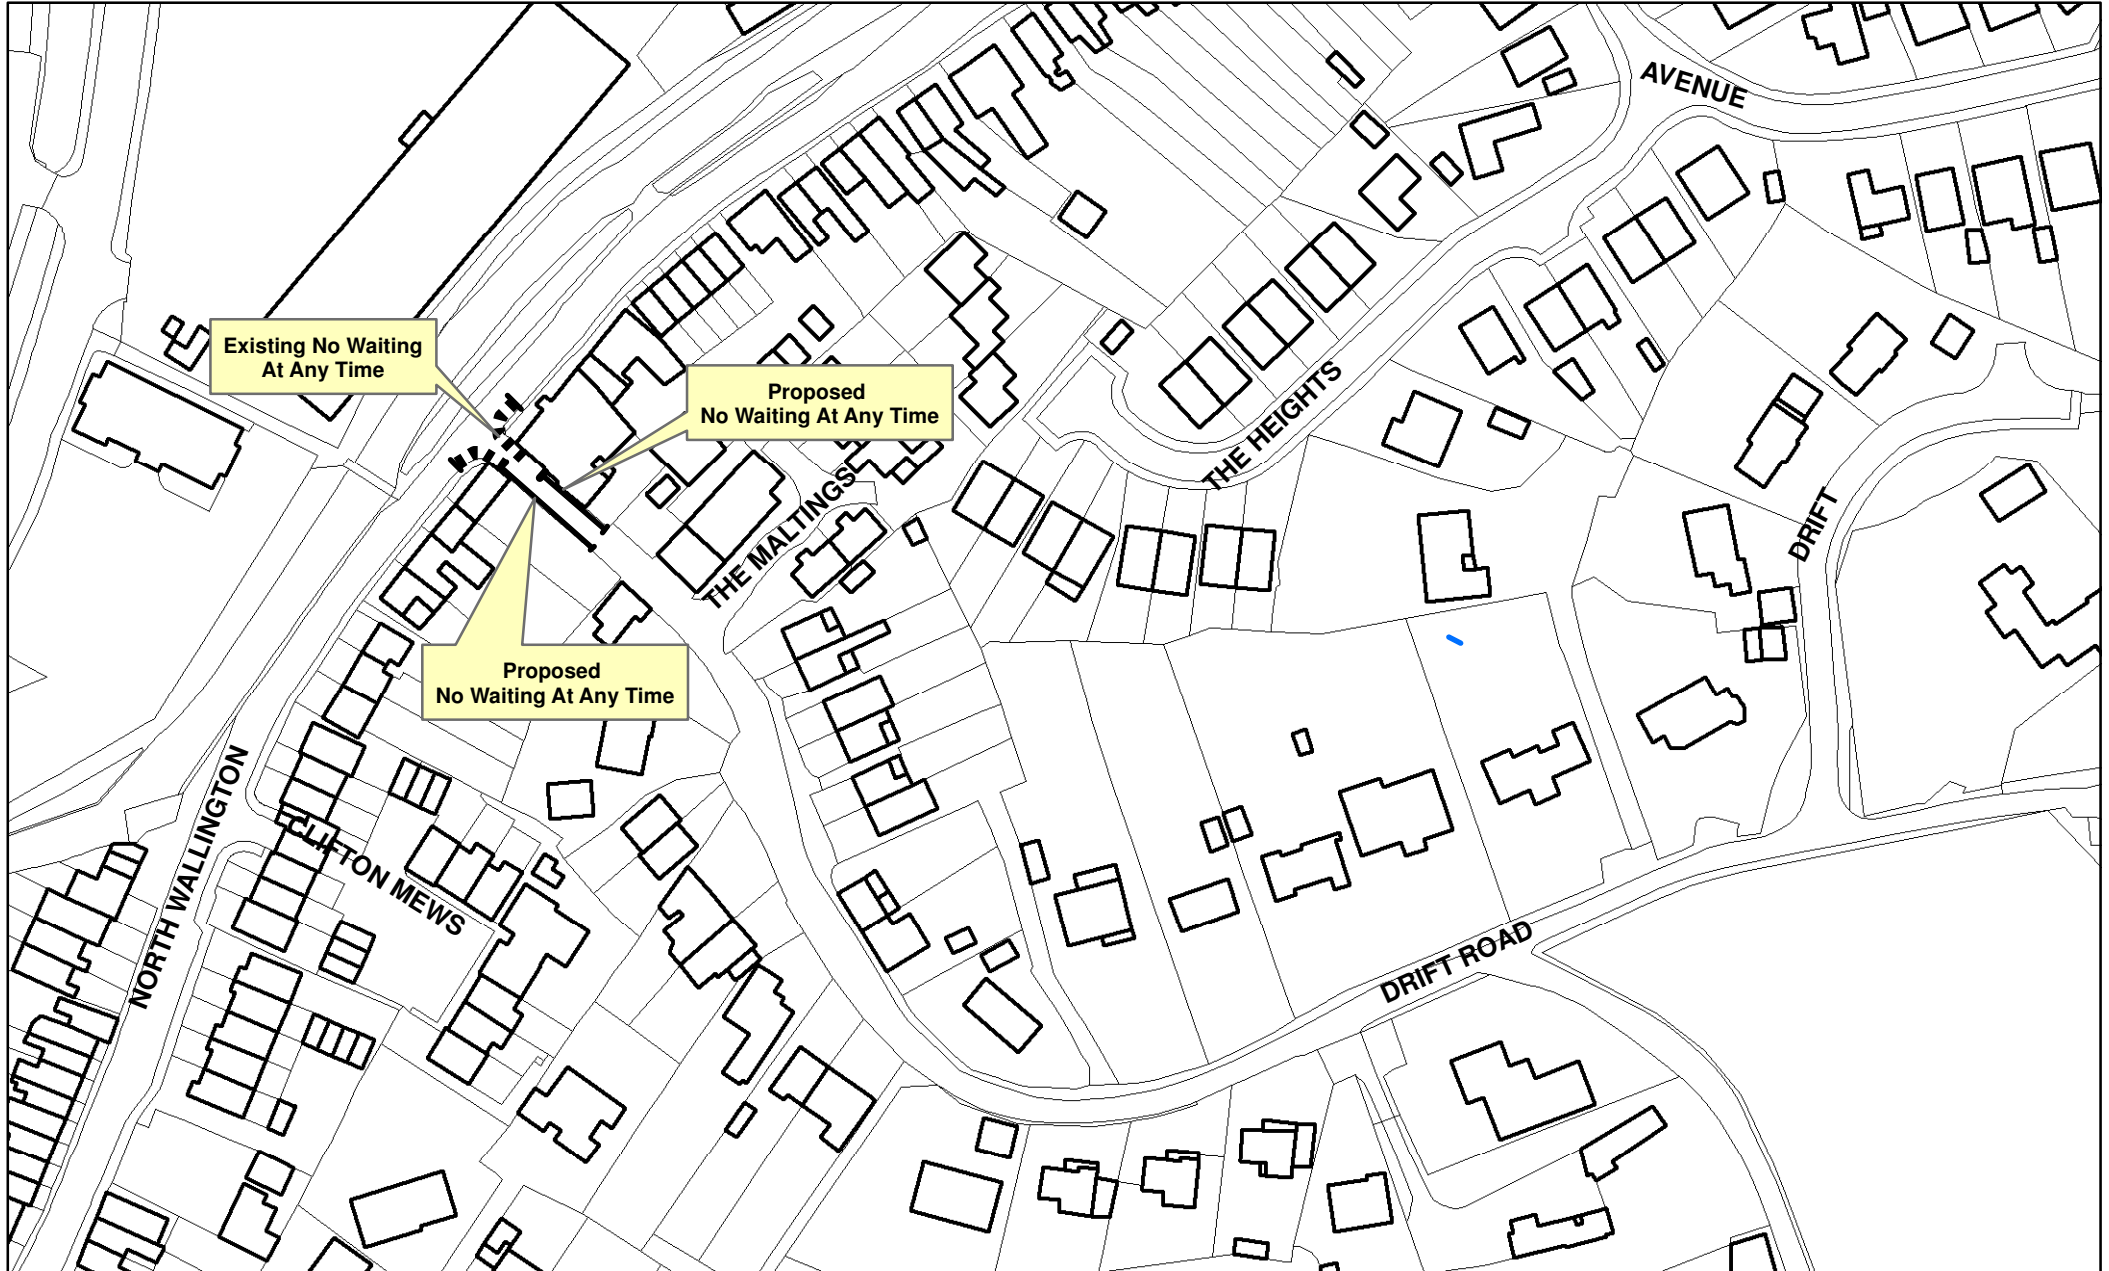 AVENUE
Existing No Waiting
At Any Time
Proposed
No Waiting At Any Time
THE HEIGHTS
THE MALTINGS
DRIFT
Proposed
No Waiting At Any Time
NORTH WALLINGTON
CLIFTON MEWS
DRIFT ROAD